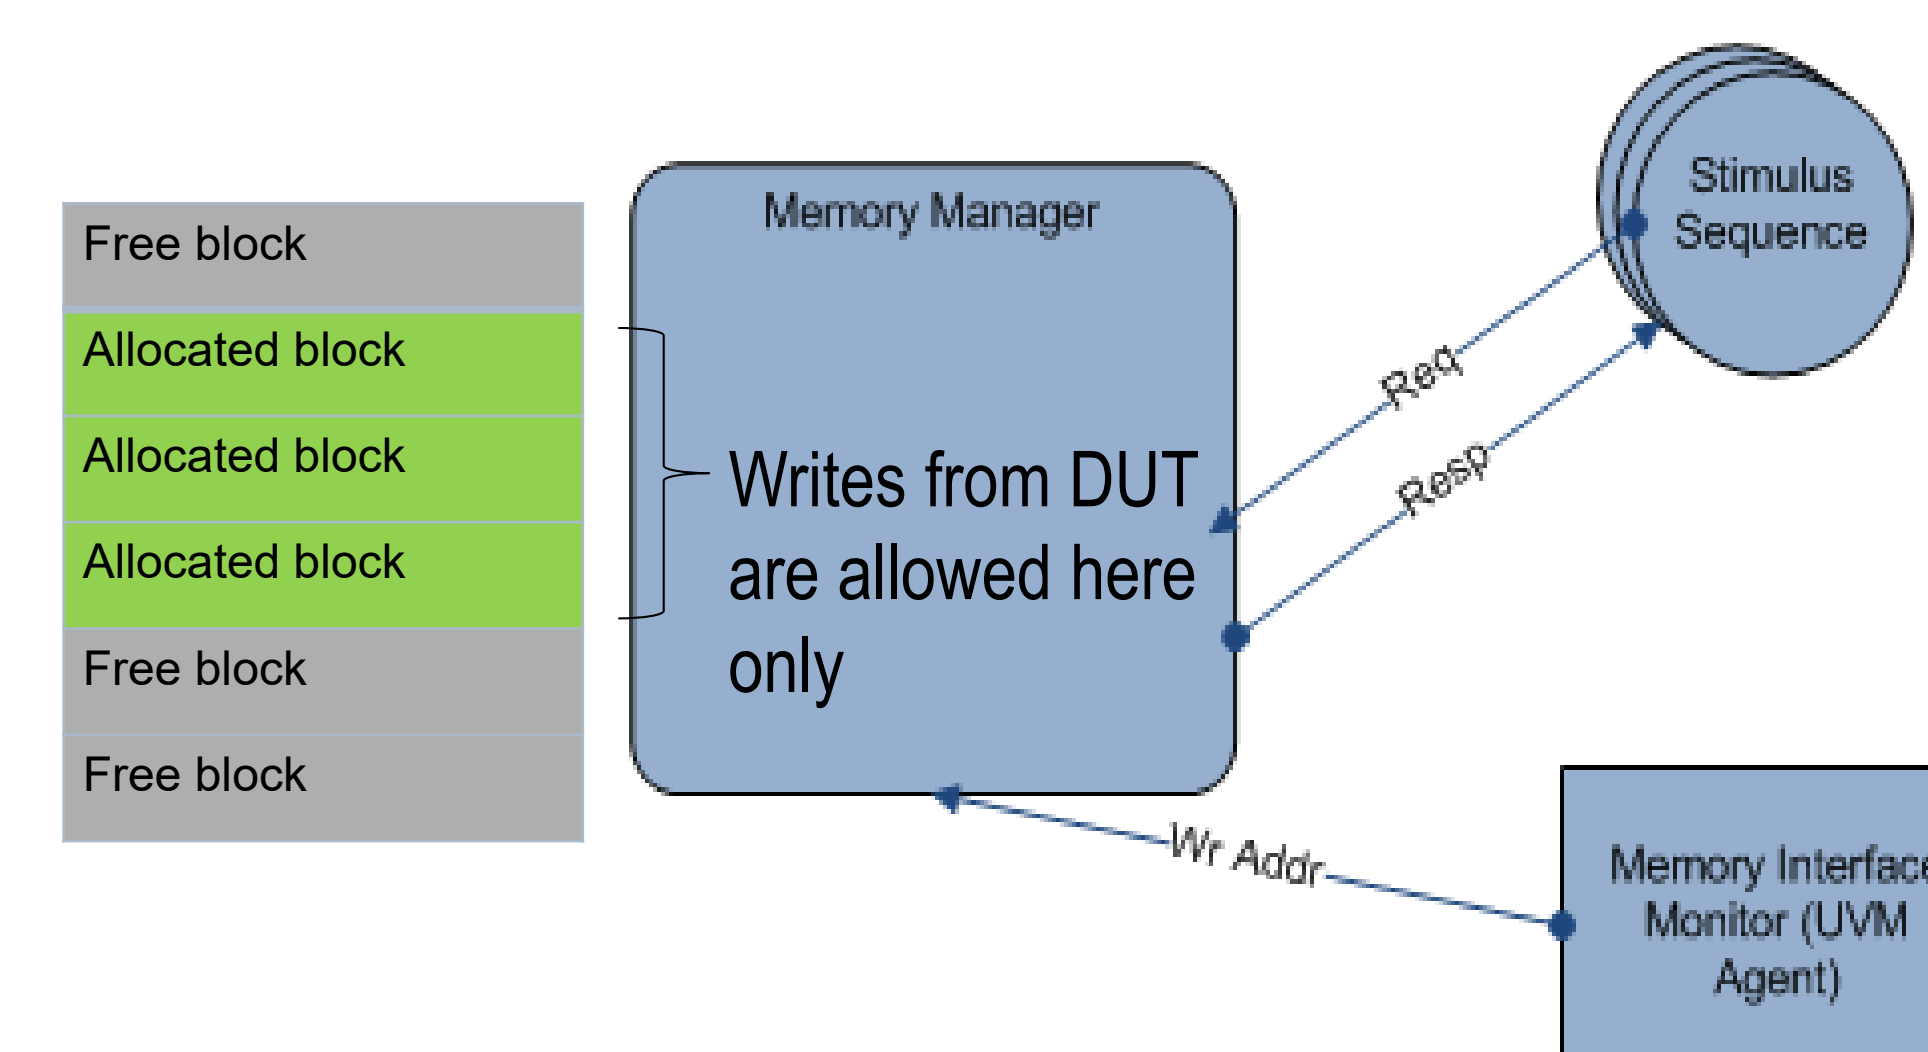 Free block
Allocated block
Allocated block
Allocated block
Free block
Free block
Memory Manager
Writes from DUT
are allowed here
only
Stimulus
Sequence
Req
Resp
Wr Addr
Memory Interface
Monitor (UVM
Agent)